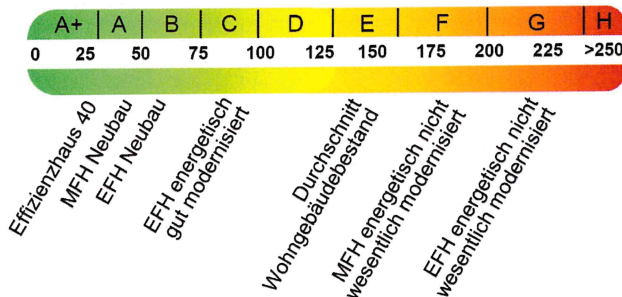 A+ A B C D E F G H
0 25 50 75 100 125 150 175 200 225 >250
Effizienzhaus 40
MFH Neubau
EFH Neubau
EFH energetisch
gut modernisiert
Durchschnitt
Wohngebäudebestand
MFH energetisch nicht
wesentlich modernisiert
EFH energetisch nicht
wesentlich modernisiert